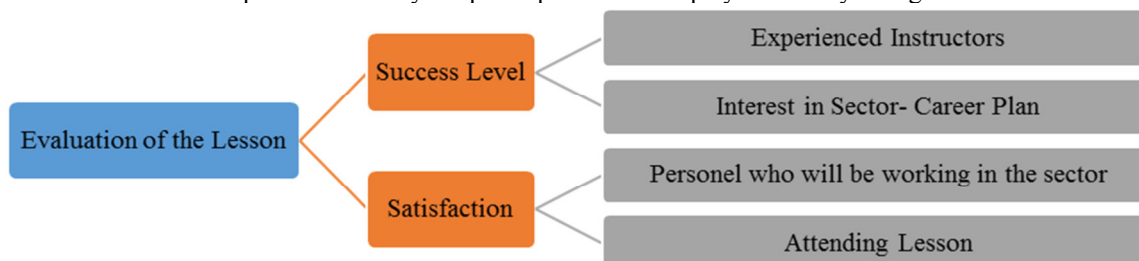 Evaluation of the Lesson
Success Level
Satisfaction
Experienced Instructors
Interest in Sector- Career Plan
Personel who will be working in the sector
Attending Lesson